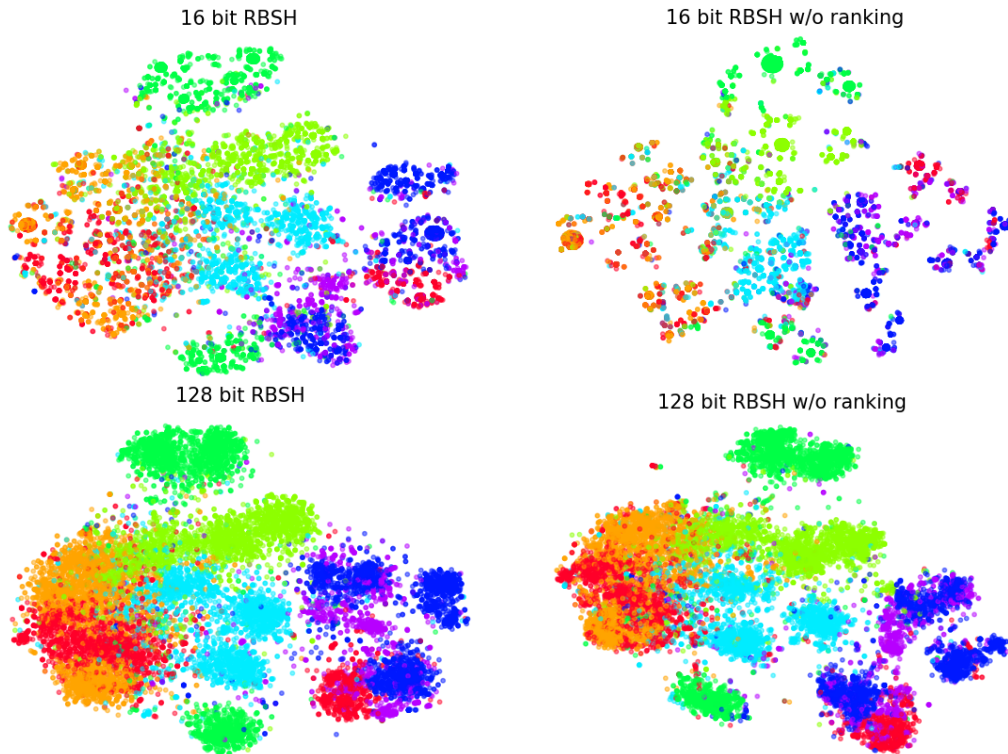 16 bit RBSH
16 bit RBSH w/o ranking
128 bit RBSH
128 bit RBSH w/o ranking